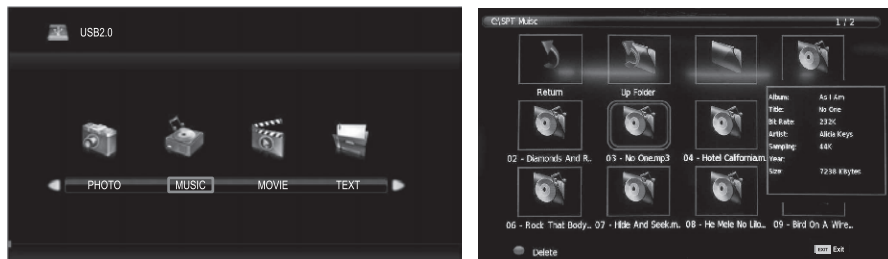 USB2.0
PHOTO MUSIC MOVIE TEXT
C:\SPT Muisc 1 / 2
Return Up Folder
02 - Diamonds And R.. 03 - No One.mp3 04 - Hotel California.m
06 - Rock That Body... 07 - Hide And Seek.m.. 08 - He Mele No Lilo... 09 - Bird On A Wire...
Album: As I Am
Title: No One
Bit Rate: 232K
Artist: Alicia Keys
Samping: 44K
Year:
Size: 7238 KBytes
Delete EXIT Exit